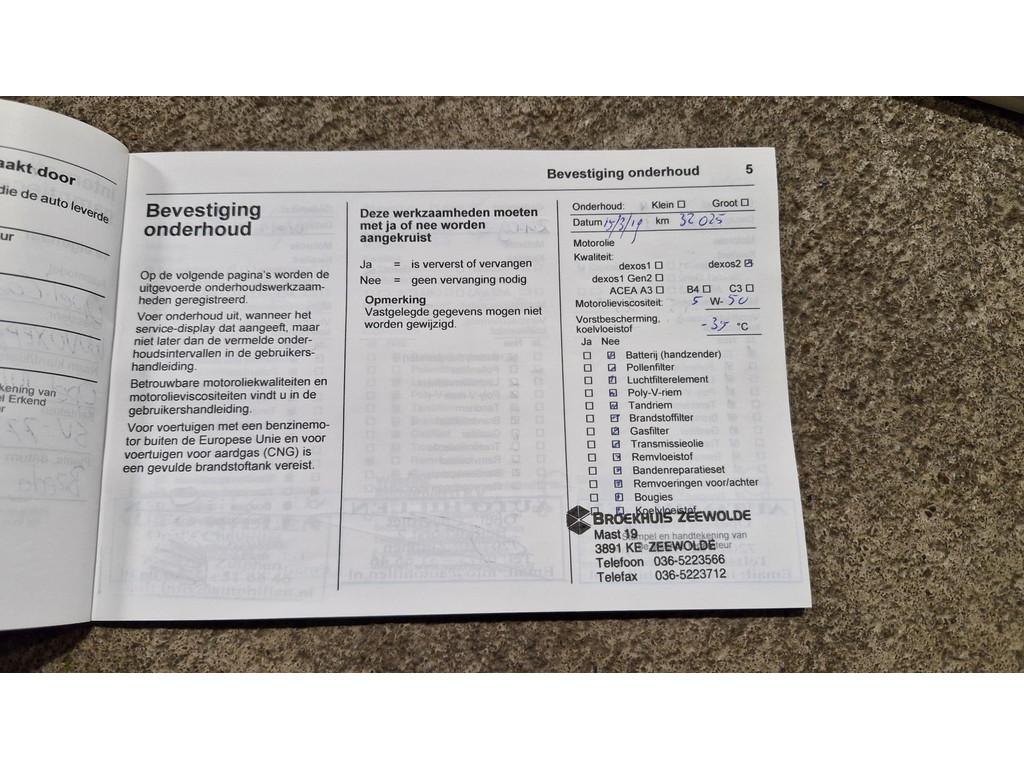 aakt door
die de auto leverde
ur
kening van
el Erkend
r
Bevestiging onderhoud 5
Bevestiging
onderhoud
Op de volgende pagina's worden de
uitgevoerde onderhoudswerkzaam-
heden geregistreerd.
Voer onderhoud uit, wanneer het
service-display dat aangeeft, maar
niet later dan de vermelde onder-
houdsintervallen in de gebruikers-
handleiding.
Betrouwbare motoroliekwaliteiten en
motorolieviscositeiten vindt u in de
gebruikershandleiding.
Voor voertuigen met een benzinemo-
tor buiten de Europese Unie en voor
voertuigen voor aardgas (CNG) is
een gevulde brandstoftank vereist.
Deze werkzaamheden moeten
met ja of nee worden
aangekruist
Ja = is ververst of vervangen
Nee = geen vervanging nodig
Opmerking
Vastgelegde gegevens mogen niet
worden gewijzigd.
Onderhoud: Klein ☐ Groot ☐
Datum km 32025
Motorolie
Kwaliteit:
dexos1 ☐ dexos2 ☑
dexos1 Gen2 ☐
ACEA A3 ☐ B4 ☐ C3 ☐
Motorolieviscositeit: 5 W- 50
Vorstbescherming,
koelvloeistof -35 °C
Ja Nee
☐ ☑ Batterij (handzender)
☐ ☑ Pollenfilter
☐ ☑ Luchtfilterelement
☐ ☑ Poly-V-riem
☐ ☑ Tandriem
☐ ☑ Brandstoffilter
☐ ☑ Gasfilter
☐ ☑ Transmissieolie
☐ ☑ Remvloeistof
☐ ☑ Bandenreparatieset
☐ ☑ Remvoeringen voor/achter
☐ ☑ Bougies
☐ ☑ Koelvloeistof
BROEKHUIS ZEEWOLDE
Mast 19
Stempel en handtekening van
3891 KE ZEEWOLDE
Telefoon 036-5223566
Telefax 036-5223712